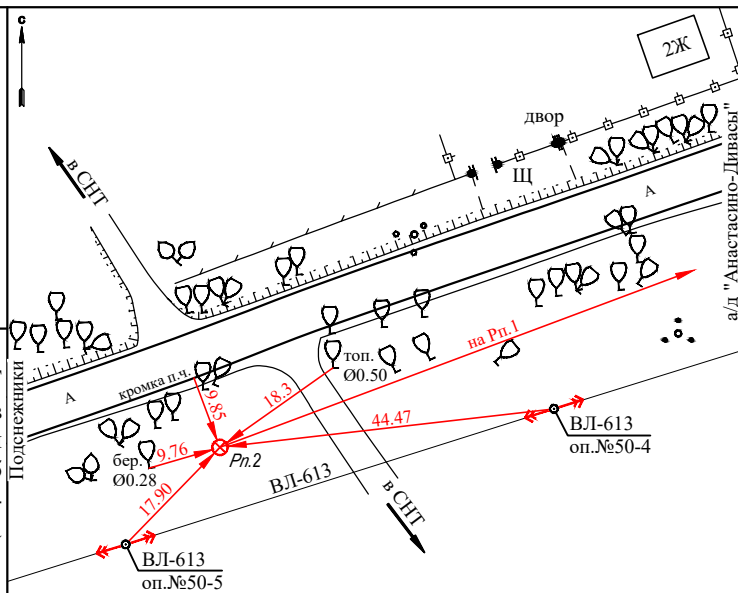 с
2Ж
двор
Щ
в СНТ
А
а/д "Анастасино-Дивасы"
на Рп.1
топ.
Ø0.50
18.3
кромка п.ч.
9.85
А
Подснежники
44.47
бер.
Ø0.28
9.76
Рп.2
ВЛ-613
оп.№50-4
17.90
ВЛ-613
в СНТ
ВЛ-613
оп.№50-5